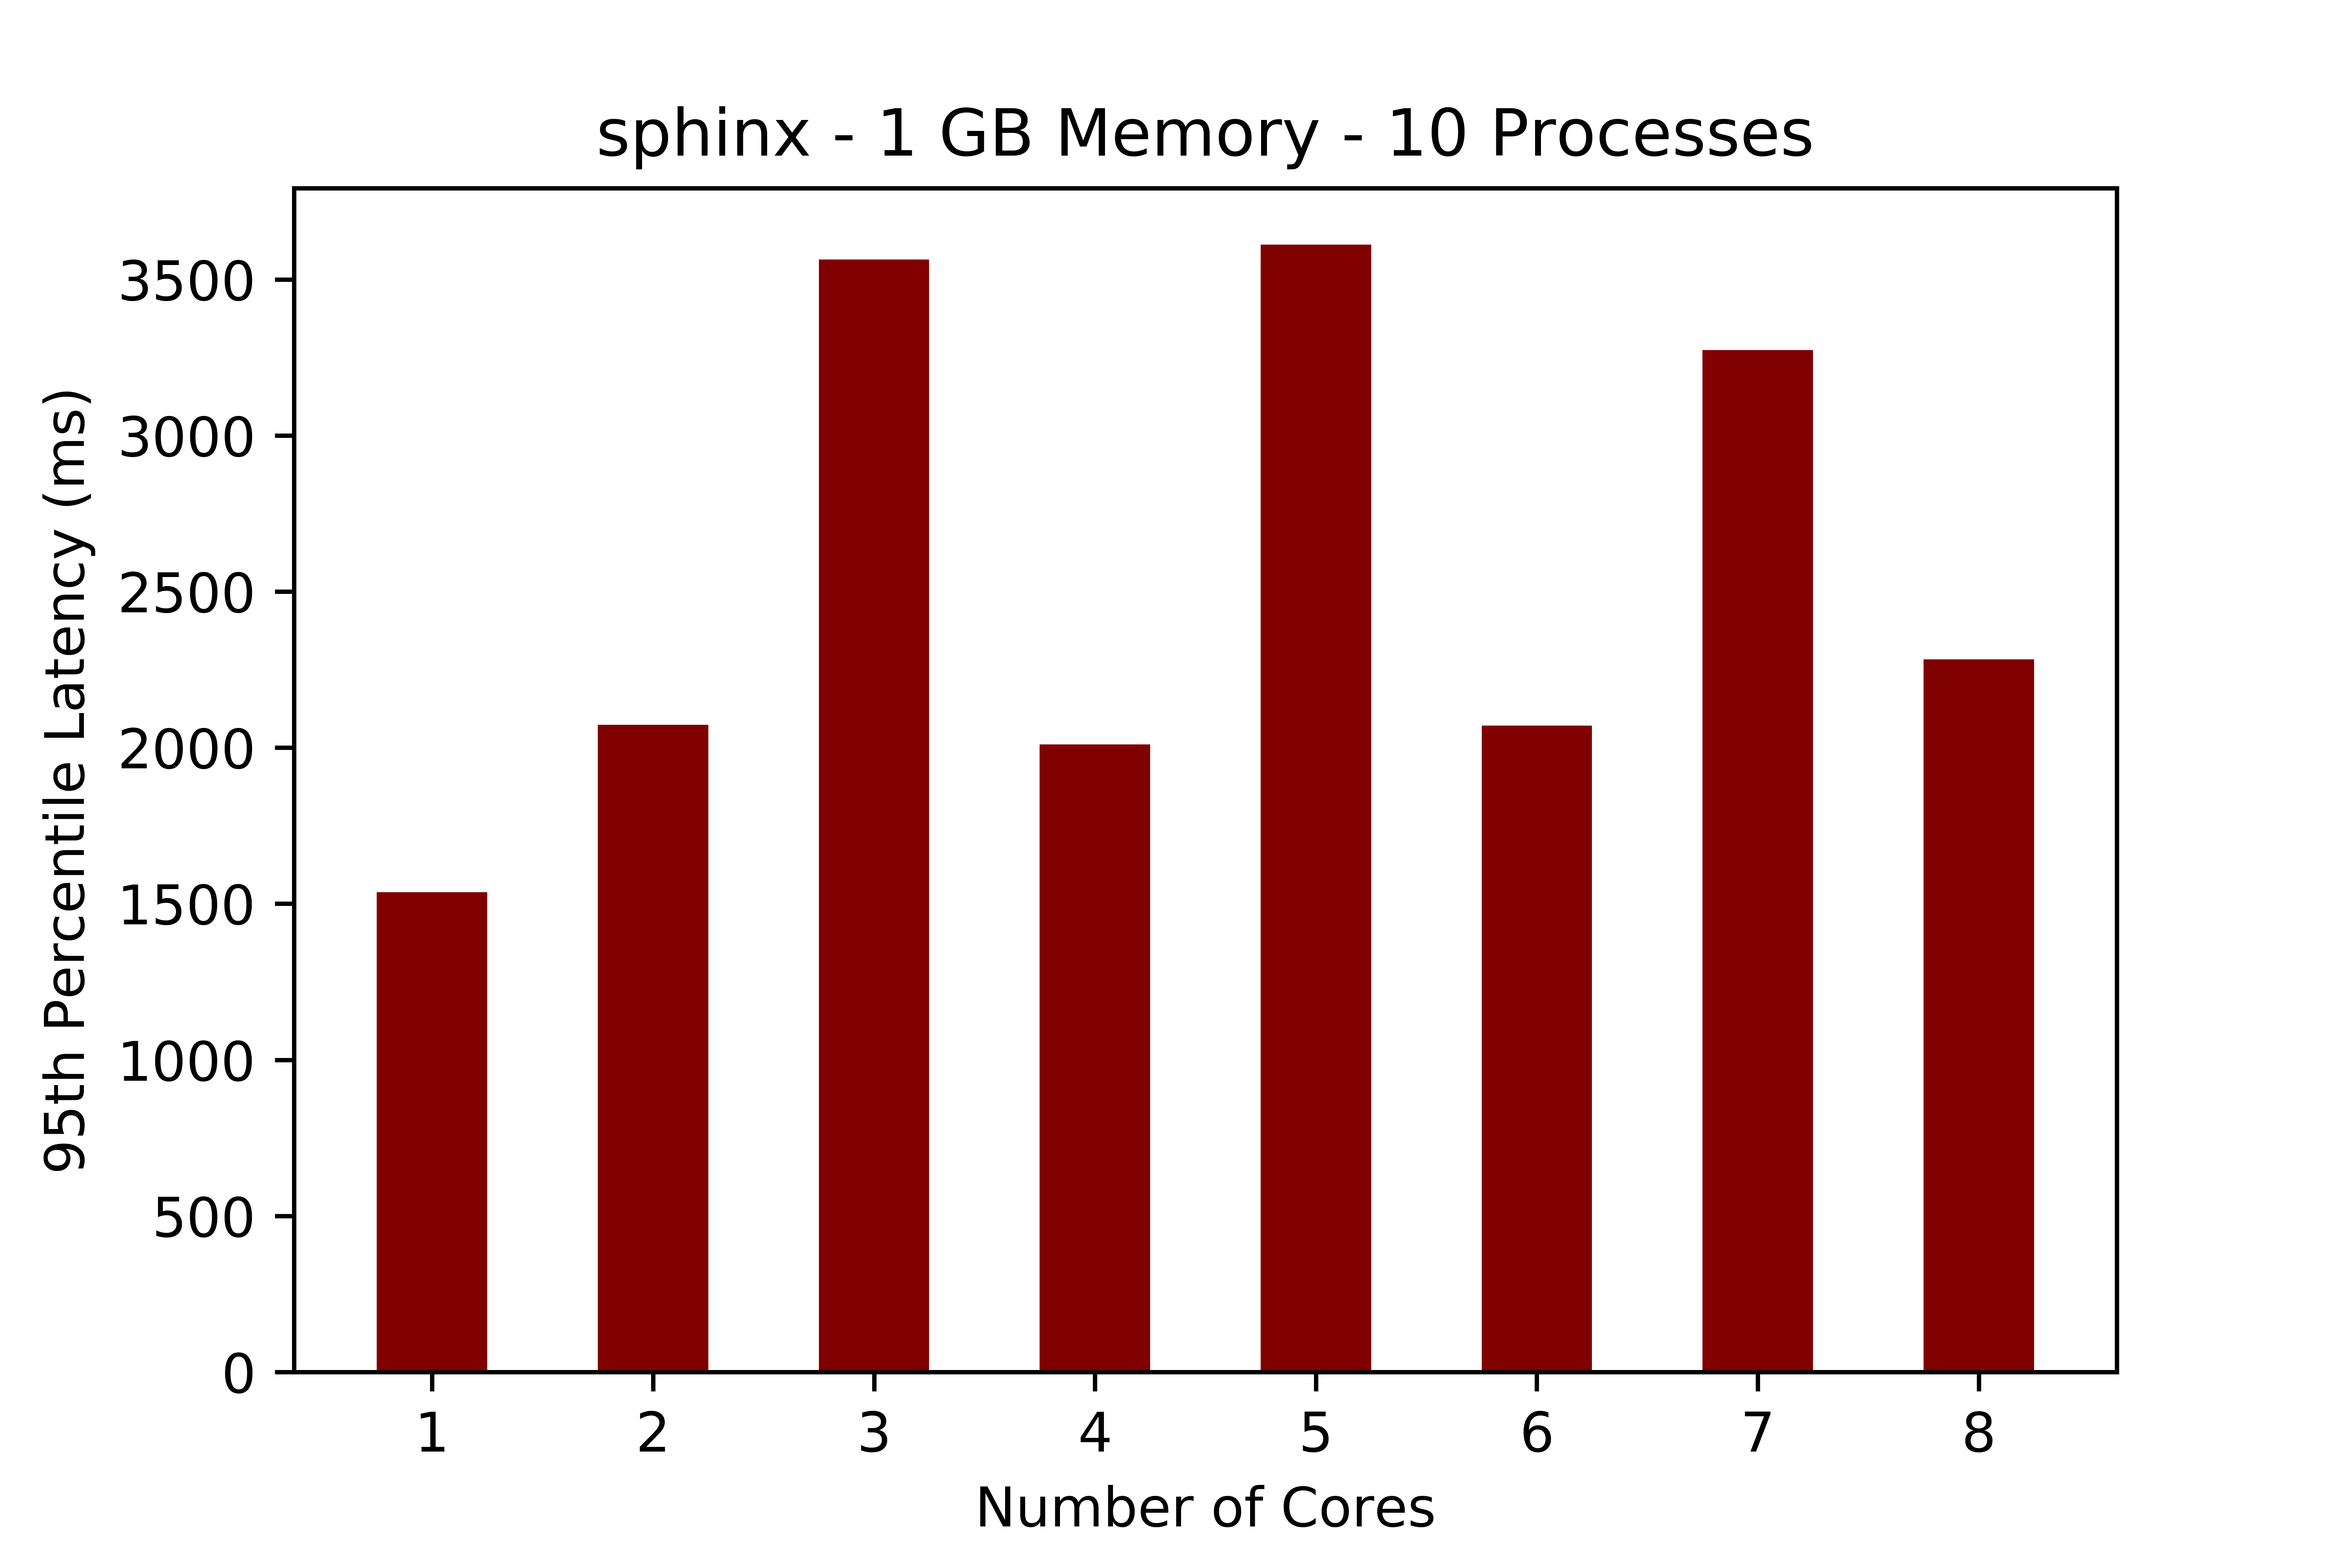 sphinx - 1 GB Memory - 10 Processes
95th Percentile Latency (ms)
3500
3000
2500
2000
1500
1000
500
0
1 2 3 4 5 6 7 8
Number of Cores